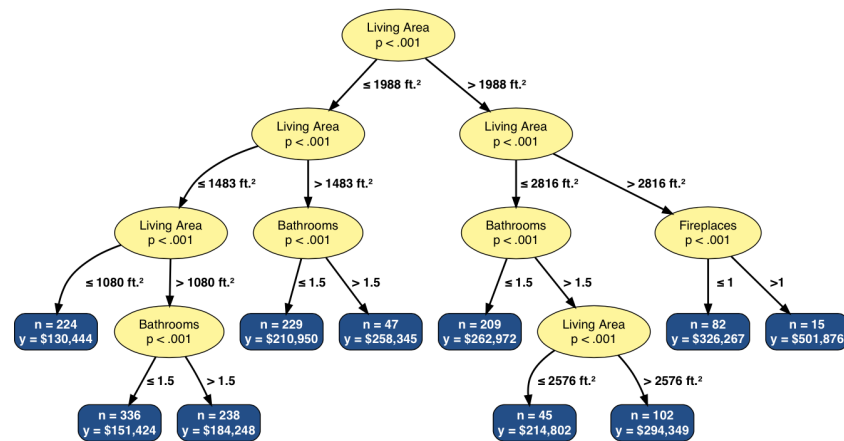 Living Area
p < .001
≤ 1988 ft.²
> 1988 ft.²
Living Area
p < .001
Living Area
p < .001
≤ 1483 ft.²
> 1483 ft.²
≤ 2816 ft.²
> 2816 ft.²
Living Area
p < .001
Bathrooms
p < .001
Bathrooms
p < .001
Fireplaces
p < .001
≤ 1080 ft.²
> 1080 ft.²
≤ 1.5
> 1.5
≤ 1.5
> 1.5
≤ 1
>1
n = 224
y = $130,444
Bathrooms
p < .001
n = 229
y = $210,950
n = 47
y = $258,345
n = 209
y = $262,972
Living Area
p < .001
n = 82
y = $326,267
n = 15
y = $501,876
≤ 1.5
> 1.5
≤ 2576 ft.²
> 2576 ft.²
n = 336
y = $151,424
n = 238
y = $184,248
n = 45
y = $214,802
n = 102
y = $294,349